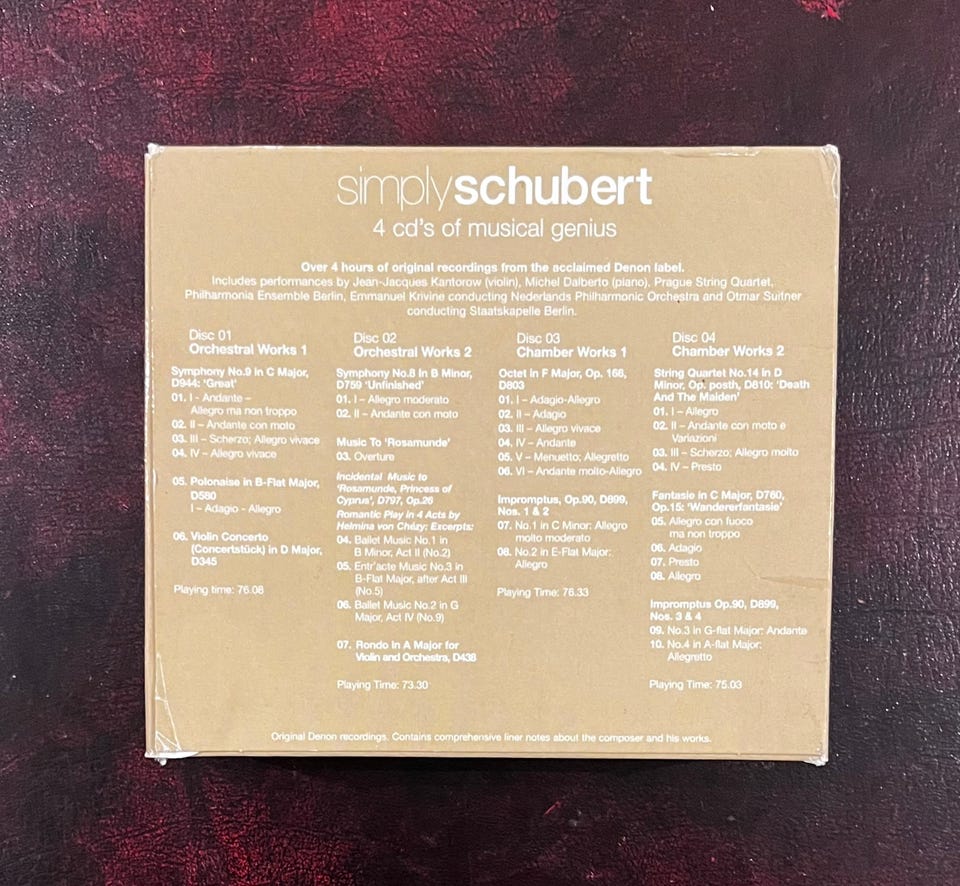 simplyschubert
4 cd's of musical genius
Over 4 hours of original recordings from the acclaimed Denon label.
Includes performances by Jean-Jacques Kantorow (violin), Michel Dalberto (piano), Prague String Quartet,
Philharmonia Ensemble Berlin, Emmanuel Krivine conducting Nederlands Philharmonic Orchestra and Otmar Suitner
conducting Staatskapelle Berlin.
Disc 01
Orchestral Works 1
Symphony No.9 in C Major,
D944: 'Great'
01. I - Andante –
Allegro ma non troppo
02. II – Andante con moto
03. III – Scherzo; Allegro vivace
04. IV – Allegro vivace
05. Polonaise in B-Flat Major,
D580
I – Adagio - Allegro
06. Violin Concerto
(Concertstück) in D Major,
D345
Playing time: 76.08
Disc 02
Orchestral Works 2
Symphony No.8 in B Minor,
D759 'Unfinished'
01. I – Allegro moderato
02. II – Andante con moto
Music To 'Rosamunde'
03. Overture
Incidental Music to
'Rosamunde, Princess of
Cyprus', D797, Op.26
Romantic Play in 4 Acts by
Helmina von Chézy: Excerpts:
04. Ballet Music No.1 in
B Minor, Act II (No.2)
05. Entr'acte Music No.3 in
B-Flat Major, after Act III
(No.5)
06. Ballet Music No.2 in G
Major, Act IV (No.9)
07. Rondo in A Major for
Violin and Orchestra, D438
Playing Time: 73.30
Disc 03
Chamber Works 1
Octet in F Major, Op. 166,
D803
01. I – Adagio-Allegro
02. II – Adagio
03. III – Allegro vivace
04. IV – Andante
05. V – Menuetto; Allegretto
06. VI – Andante molto-Allegro
Impromptus, Op.90, D899,
Nos. 1 & 2
07. No.1 in C Minor: Allegro
molto moderato
08. No.2 in E-Flat Major:
Allegro
Playing Time: 76.33
Disc 04
Chamber Works 2
String Quartet No.14 in D
Minor, Op. posth, D810: 'Death
And The Maiden'
01. I – Allegro
02. II – Andante con moto e
Variazioni
03. III – Scherzo; Allegro molto
04. IV – Presto
Fantasie in C Major, D760,
Op.15: 'Wandererfantasie'
05. Allegro con fuoco
ma non troppo
06. Adagio
07. Presto
08. Allegro
Impromptus Op.90, D899,
Nos. 3 & 4
09. No.3 in G-flat Major: Andante
10. No.4 in A-flat Major:
Allegretto
Playing Time: 75.03
Original Denon recordings. Contains comprehensive liner notes about the composer and his works.